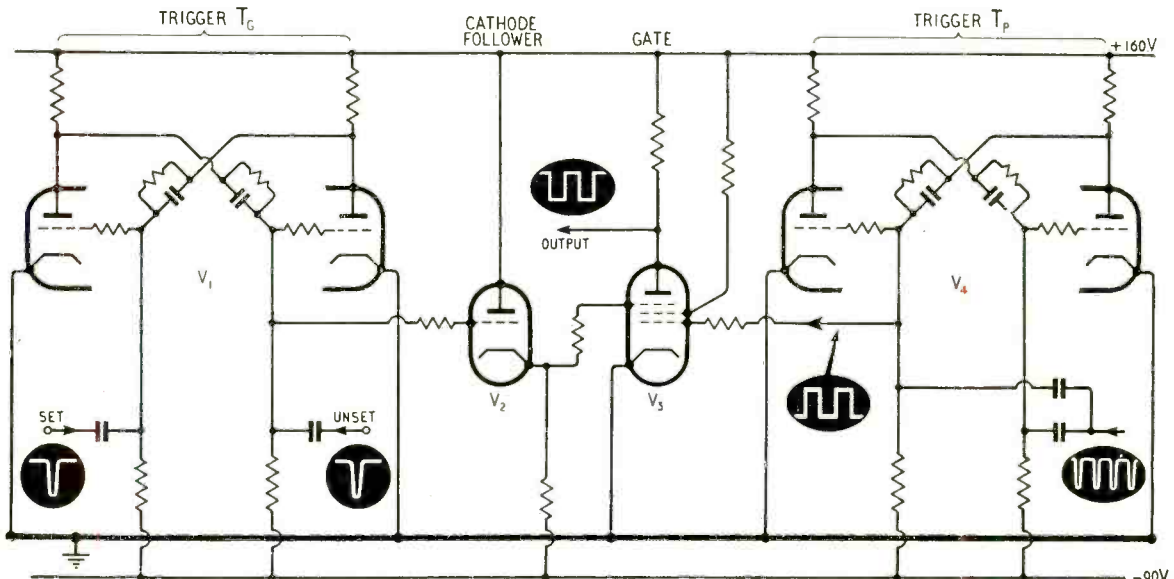 TRIGGER T_G
CATHODE
FOLLOWER
GATE
TRIGGER T_P
+160V
OUTPUT
V_1
V_4
V_2
V_3
SET
UNSET
-90V